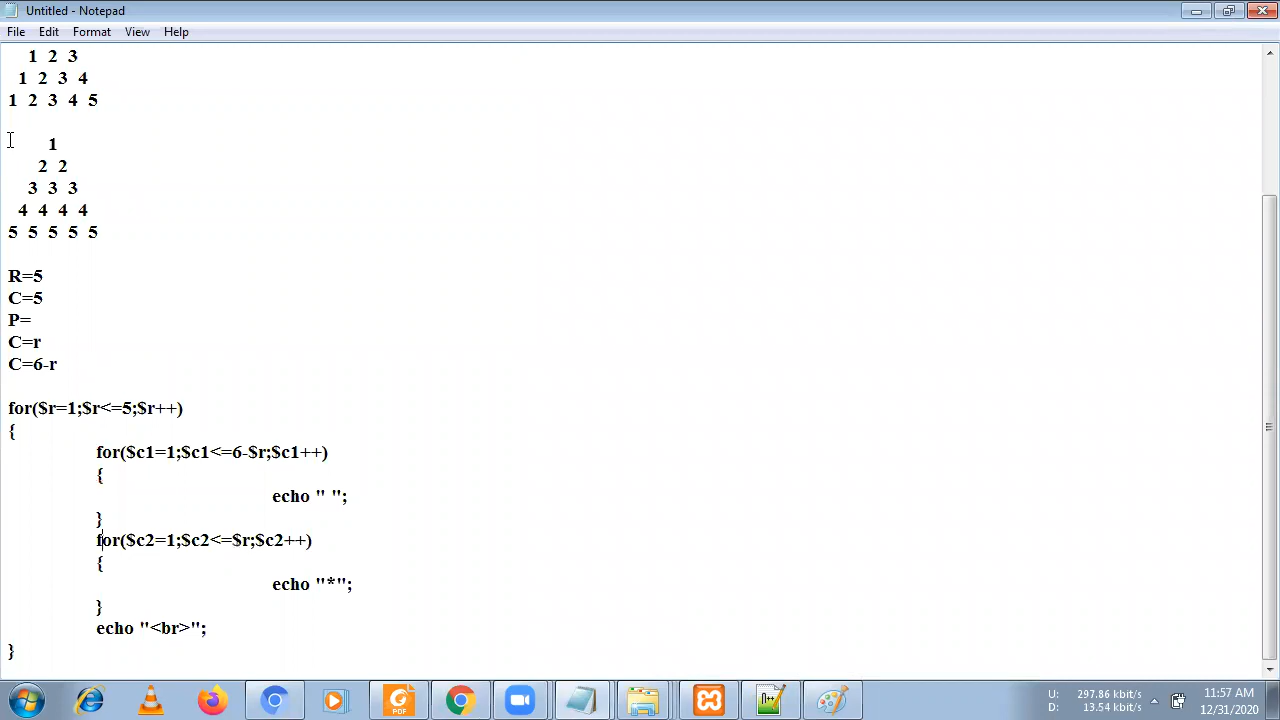 Untitled - Notepad
File Edit Format View Help
1 2 3
1 2 3 4
1 2 3 4 5
1
2 2
3 3 3
4 4 4 4
5 5 5 5 5
R=5
C=5
P=
C=r
C=6-r
for($r=1;$r<=5;$r++)
{
for($c1=1;$c1<=6-$r;$c1++)
{
echo " ";
}
for($c2=1;$c2<=$r;$c2++)
{
echo "*";
}
echo "<br>";
}
PDF
U: 297.86 kbit/s
D: 13.54 kbit/s
11:57 AM
12/31/2020